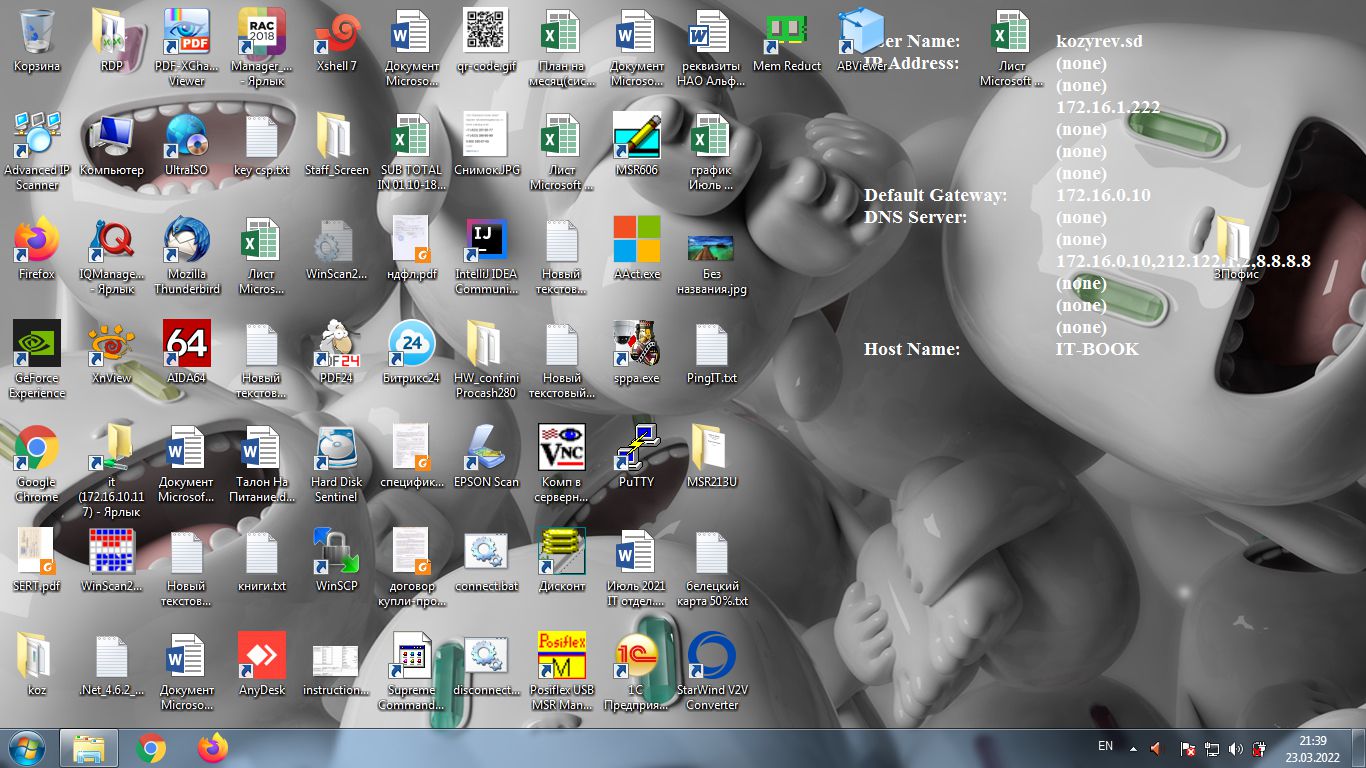 Корзина
RDP
PDF-XCha...
Viewer
Manager_...
- Ярлык
Xshell 7
Документ
Microso...
qr-code.gif
План на
месяц(сис...
Документ
Microso...
реквизиты
НАО Альф...
Mem Reduct
ABViewer
Лист
Microsoft ...
User Name:
kozyrev.sd
IP Address:
(none)
(none)
172.16.1.222
(none)
(none)
(none)
Default Gateway:
172.16.0.10
DNS Server:
(none)
(none)
172.16.0.10,212.122.1.2,8.8.8.8
(none)
(none)
(none)
Host Name:
IT-BOOK
Advanced IP
Scanner
Компьютер
UltraISO
key csp.txt
Staff_Screen
SUB TOTAL
IN 01.10-18...
Снимок.JPG
Лист
Microsoft ...
MSR606
график
Июль ...
Firefox
IQManage...
- Ярлык
Mozilla
Thunderbird
Лист
Micros...
WinScan2...
ндфл.pdf
IntelliJ IDEA
Communi...
Новый
текстов...
AAct.exe
Без
названия.jpg
ЗПофис
GeForce
Experience
XnView
AIDA64
Новый
текстов...
PDF24
Битрикс24
HW_conf.ini
Procash280
Новый
текстовый...
sppa.exe
PingIT.txt
Google
Chrome
it
(172.16.10.11
7) - Ярлык
Документ
Microsof...
Талон На
Питание.d...
Hard Disk
Sentinel
специфик...
EPSON Scan
Комп в
серверн...
PuTTY
MSR213U
SERT.pdf
WinScan2...
Новый
текстов...
книги.txt
WinSCP
договор
купли-про...
connect.bat
Дисконт
Июль 2021
IT отдел....
белецкий
карта 50%.txt
koz
.Net_4.6.2_...
Документ
Microso...
AnyDesk
instruction...
Supreme
Command...
disconnect...
Posiflex USB
MSR Man...
1С
Предприя...
StarWind V2V
Converter
EN
21:39
23.03.2022